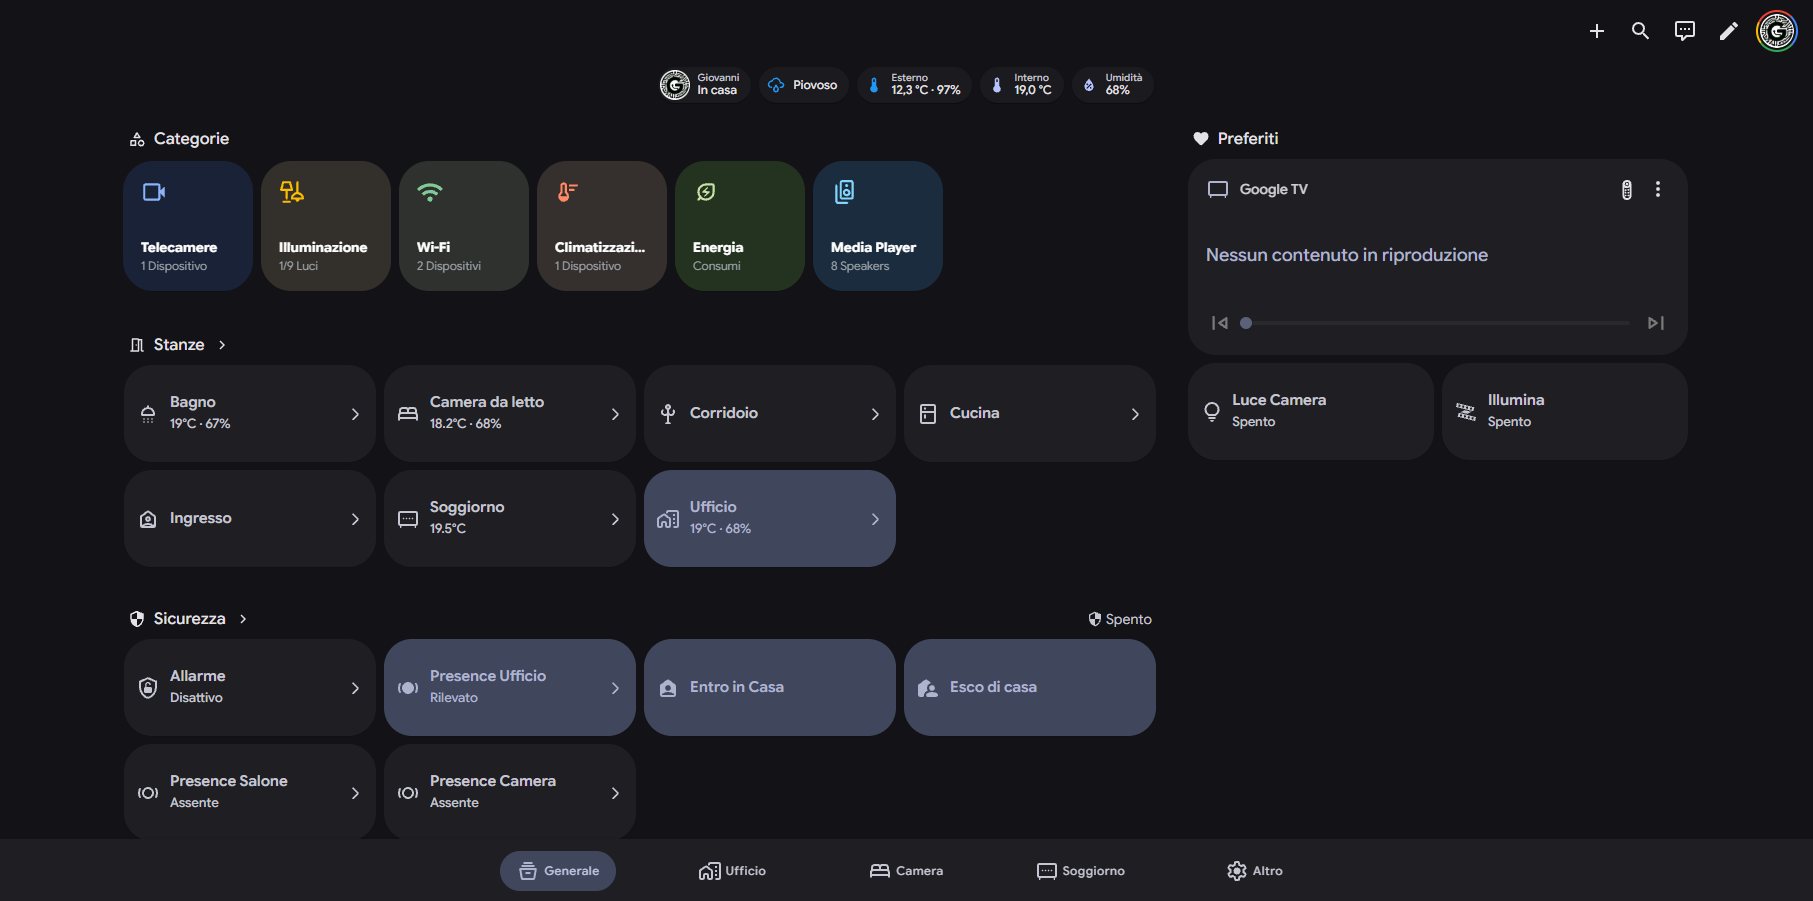 Giovanni
In casa
Piovoso
Esterno
12,3 °C · 97%
Interno
19,0 °C
Umidità
68%
Categorie
Telecamere
1 Dispositivo
Illuminazione
1/9 Luci
Wi-Fi
2 Dispositivi
Climatizzazi...
1 Dispositivo
Energia
Consumi
Media Player
8 Speakers
Preferiti
Google TV
Nessun contenuto in riproduzione
Luce Camera
Spento
Illumina
Spento
Stanze
Bagno
19°C · 67%
Camera da letto
18.2°C · 68%
Corridoio
Cucina
Ingresso
Soggiorno
19.5°C
Ufficio
19°C · 68%
Sicurezza
Spento
Allarme
Disattivo
Presence Ufficio
Rilevato
Entro in Casa
Esco di casa
Presence Salone
Assente
Presence Camera
Assente
Generale
Ufficio
Camera
Soggiorno
Altro